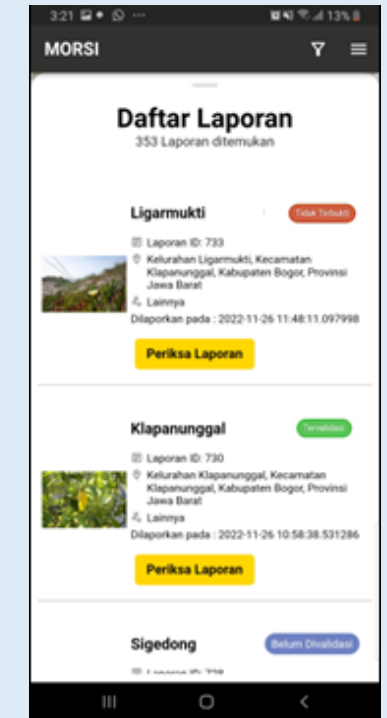 3:21
13%
MORSI
Daftar Laporan
353 Laporan ditemukan
Ligarmukti
Tidak Terbukti
Laporan ID: 733
Kelurahan Ligarmukti, Kecamatan
Klapanunggal, Kabupaten Bogor, Provinsi
Jawa Barat
Lainnya
Dilaporkan pada : 2022-11-26 11:48:11.097998
Periksa Laporan
Klapanunggal
Tervalidasi
Laporan ID: 730
Kelurahan Klapanunggal, Kecamatan
Klapanunggal, Kabupaten Bogor, Provinsi
Jawa Barat
Lainnya
Dilaporkan pada : 2022-11-26 10:58:38.531286
Periksa Laporan
Sigedong
Belum Divalidasi
Laporan ID: 728